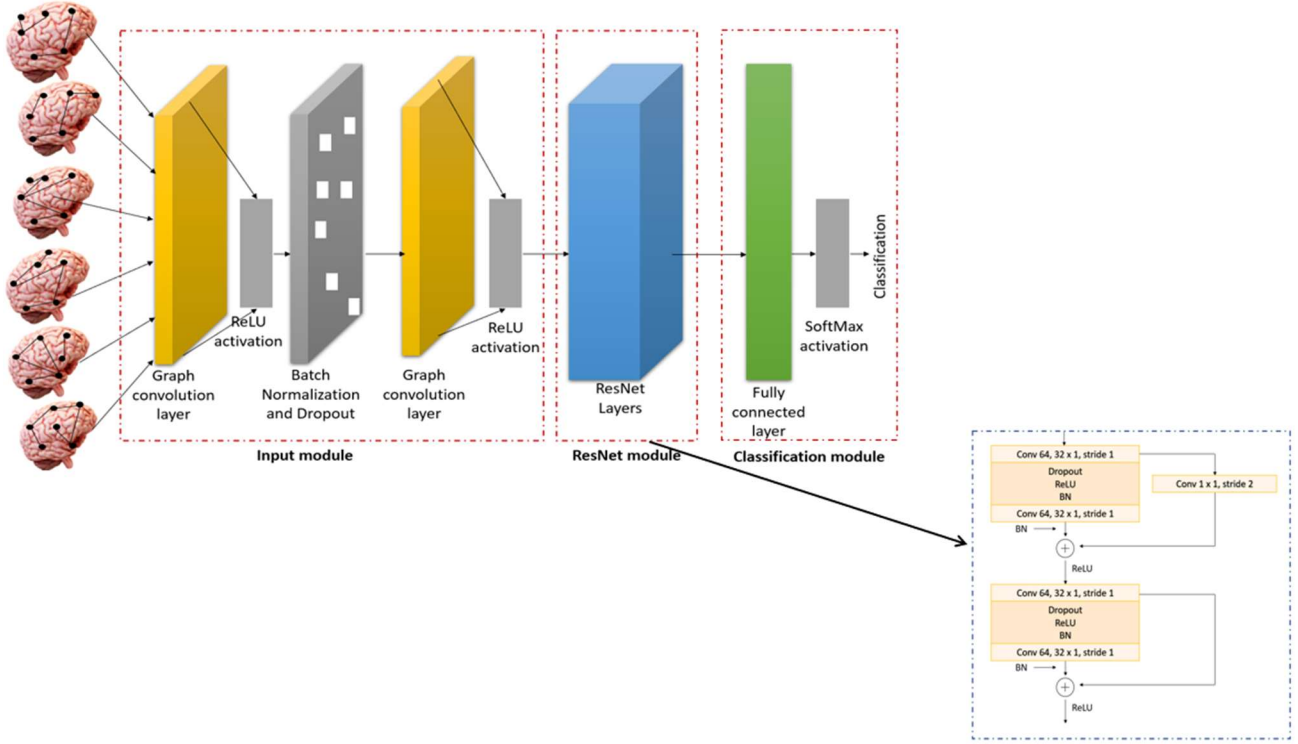 ReLU
activation
Graph
convolution
layer
Batch
Normalization
and Dropout
Graph
convolution
layer
ReLU
activation
Input module
ResNet
Layers
ResNet module
Fully
connected
layer
SoftMax
activation
Classification
Classification module
Conv 64, 32 x 1, stride 1
Dropout
ReLU
BN
Conv 64, 32 x 1, stride 1
Conv 1 x 1, stride 2
BN
+
ReLU
Conv 64, 32 x 1, stride 1
Dropout
ReLU
BN
Conv 64, 32 x 1, stride 1
BN
+
ReLU